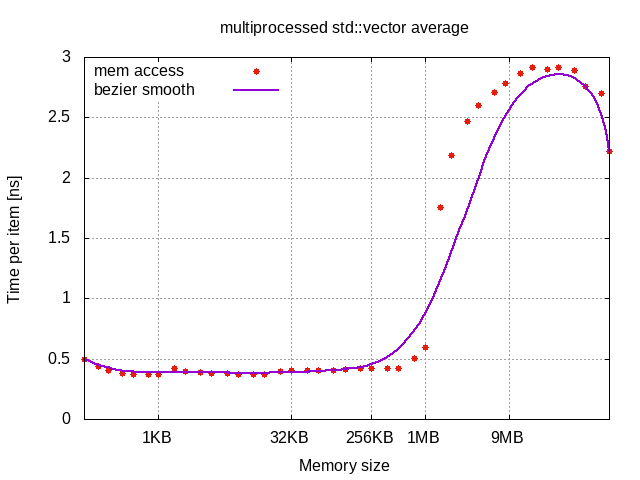 multiprocessed std::vector average
3
2.5
2
1.5
1
0.5
0
Time per item [ns]
mem access
bezier smooth
1KB 32KB 256KB 1MB 9MB
Memory size